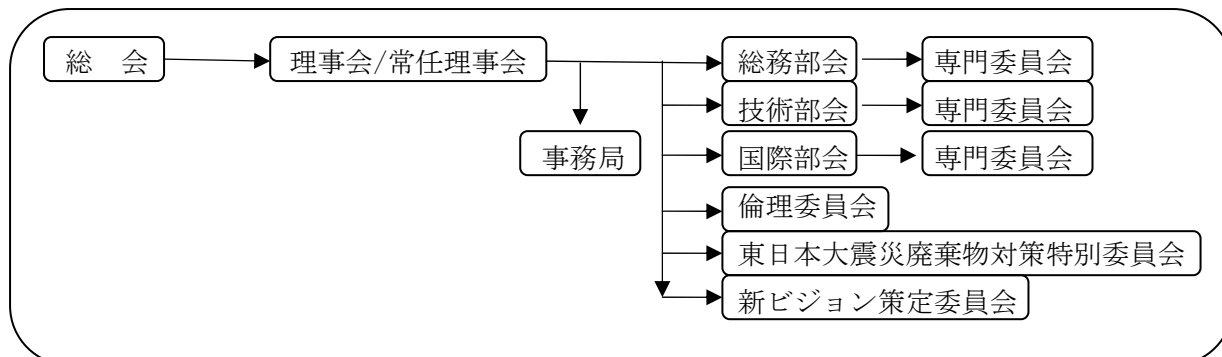 総　会 理事会/常任理事会 総務部会 専門委員会
技術部会 専門委員会
事務局 国際部会 専門委員会
倫理委員会
東日本大震災廃棄物対策特別委員会
新ビジョン策定委員会